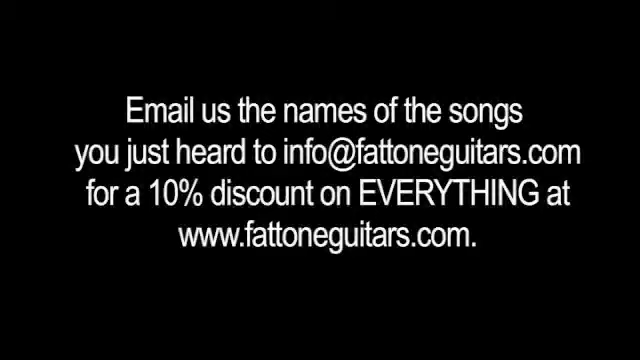 Email us the names of the songs
you just heard to info@fattoneguitars.com
for a 10% discount on EVERYTHING at
www.fattoneguitars.com.